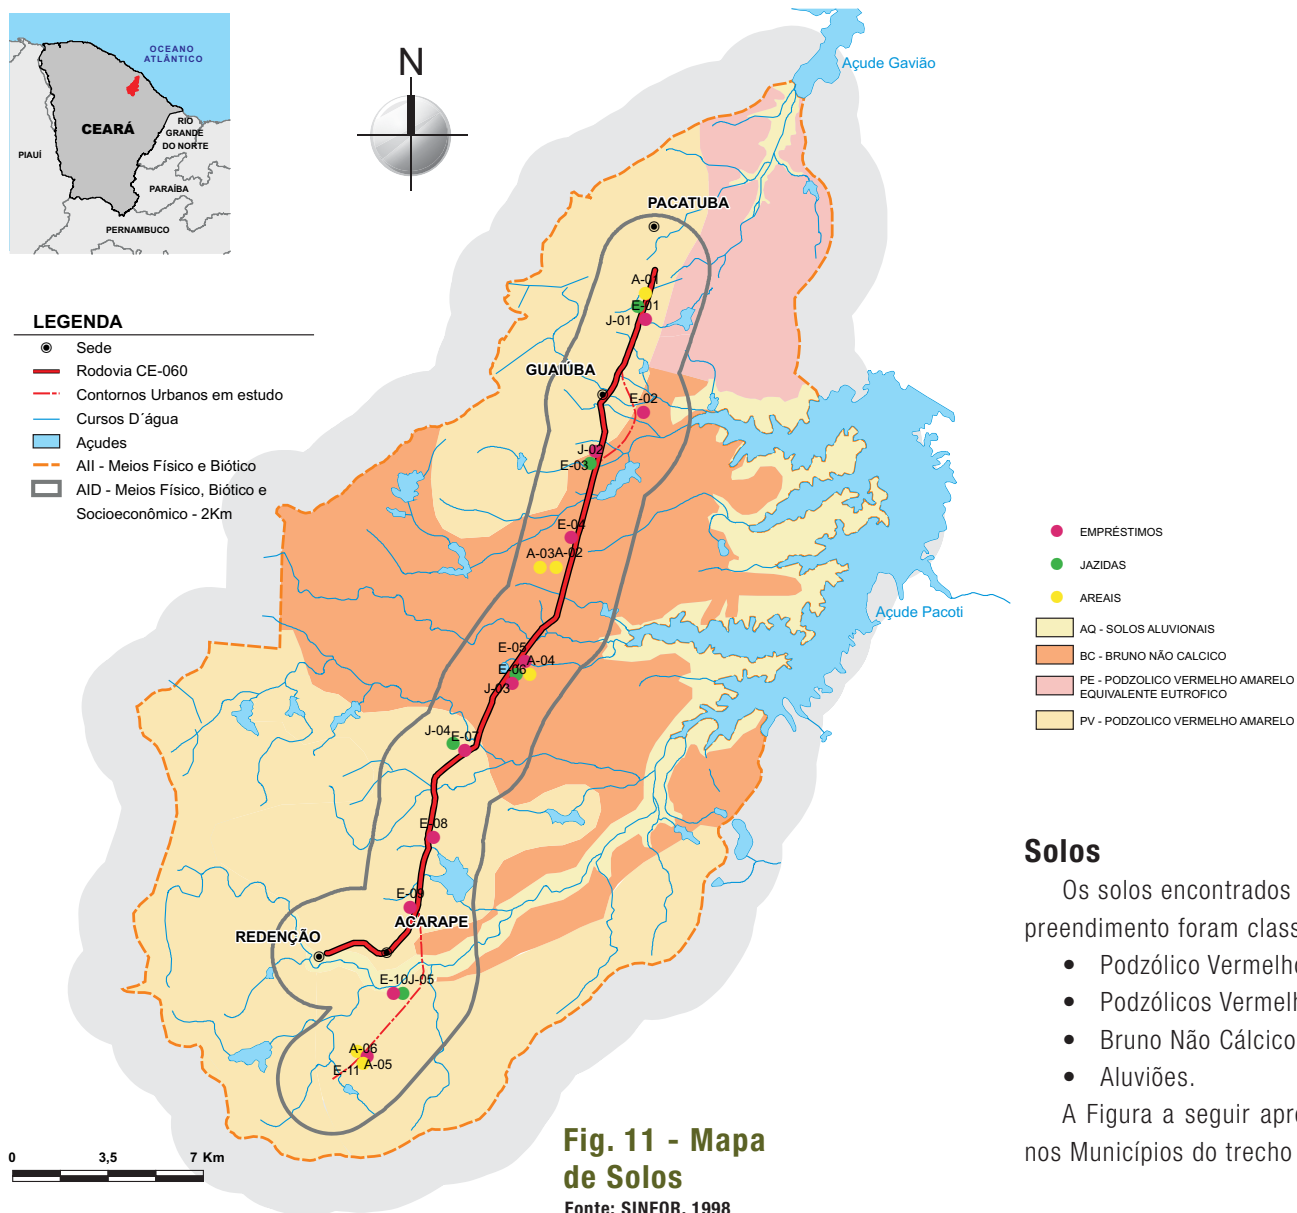 OCEANO
ATLÂNTICO
CEARÁ
RIO
GRANDE
DO NORTE
PIAUÍ
PARAÍBA
PERNAMBUCO
N
Açude Gavião
PACATUBA
A-01
E-01
J-01
GUAIÚBA
E-02
J-02
E-03
E-04
A-03
A-02
Açude Pacoti
E-05
A-04
E-06
J-03
J-04
E-07
E-08
E-09
ACARAPE
REDENÇÃO
E-10
J-05
A-06
A-05
E-11
LEGENDA
Sede
Rodovia CE-060
Contornos Urbanos em estudo
Cursos D´água
Açudes
AII - Meios Físico e Biótico
AID - Meios Físico, Biótico e
Socioeconômico - 2Km
EMPRÉSTIMOS
JAZIDAS
AREAIS
AQ - SOLOS ALUVIONAIS
BC - BRUNO NÃO CALCICO
PE - PODZOLICO VERMELHO AMARELO
EQUIVALENTE EUTROFICO
PV - PODZOLICO VERMELHO AMARELO
0 3,5 7 Km
Fig. 11 - Mapa
de Solos
Fonte: SINFOR, 1998
Solos
Os solos encontrados
preendimento foram class
• Podzólico Vermelho
• Podzólicos Vermelh
• Bruno Não Cálcico
• Aluviões.
A Figura a seguir apre
nos Municípios do trecho